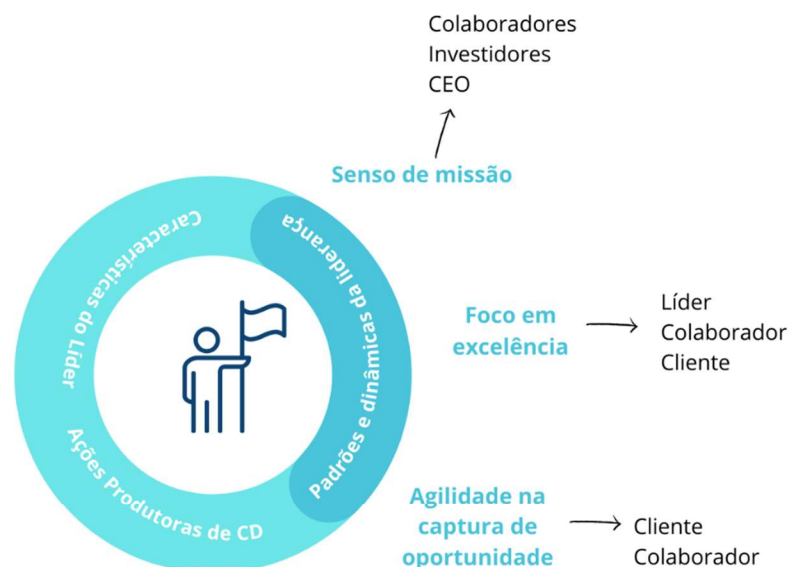 Colaboradores
Investidores
CEO
Senso de missão
Características do Líder
Padrões e dinâmicas da liderança
Ações Produtoras de CD
Foco em
excelência
Líder
Colaborador
Cliente
Agilidade na
captura de
oportunidade
Cliente
Colaborador